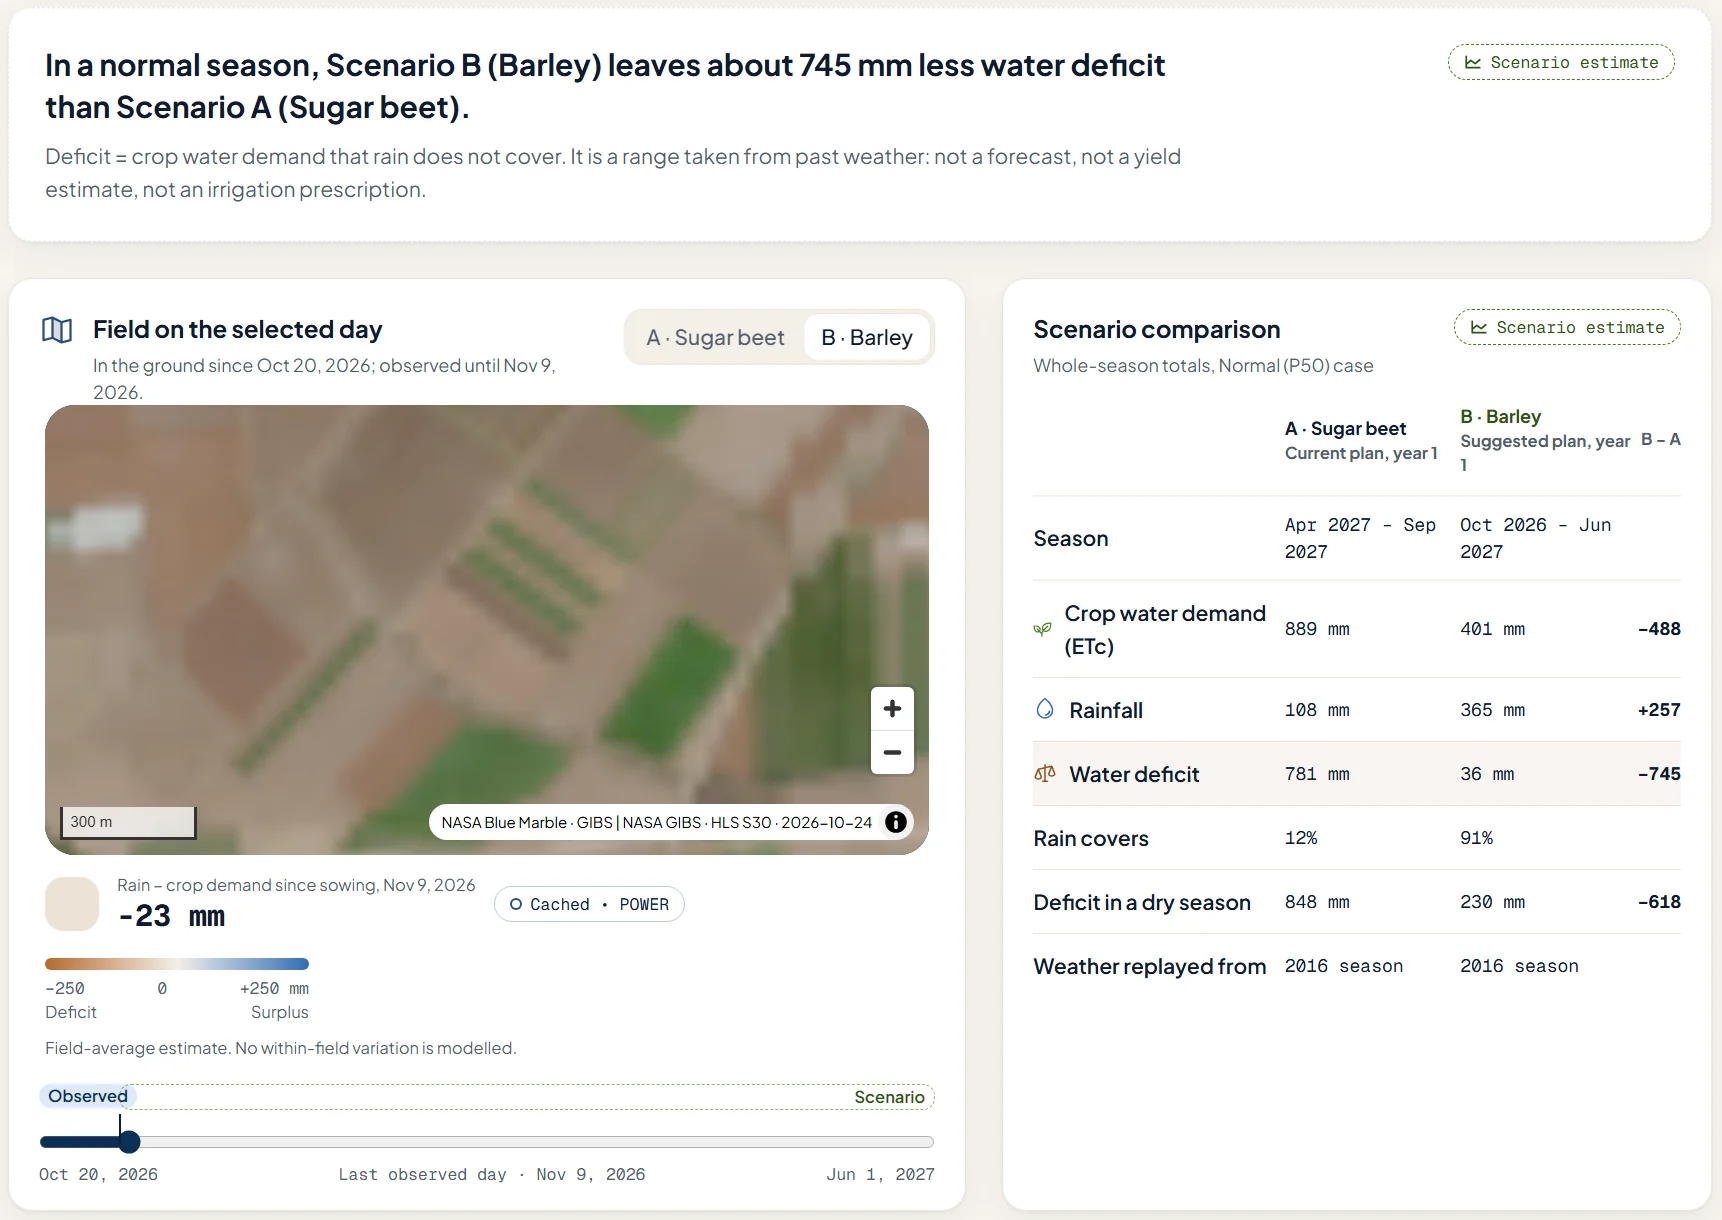 In a normal season, Scenario B (Barley) leaves about 745 mm less water deficit
than Scenario A (Sugar beet).
Scenario estimate
Deficit = crop water demand that rain does not cover. It is a range taken from past weather: not a forecast, not a yield
estimate, not an irrigation prescription.
Field on the selected day
A · Sugar beet
B · Barley
In the ground since Oct 20, 2026; observed until Nov 9,
2026.
300 m
NASA Blue Marble · GIBS | NASA GIBS · HLS S30 · 2026-10-24
Rain – crop demand since sowing, Nov 9, 2026
−23 mm
Cached • POWER
−250 0 +250 mm
Deficit Surplus
Field-average estimate. No within-field variation is modelled.
Observed Scenario
Oct 20, 2026 Last observed day · Nov 9, 2026 Jun 1, 2027
Scenario comparison
Scenario estimate
Whole-season totals, Normal (P50) case
A · Sugar beet
Current plan, year 1
B · Barley
Suggested plan, year
1
B − A
Season
Apr 2027 – Sep
2027
Oct 2026 – Jun
2027
Crop water demand
(ETc)
889 mm 401 mm −488
Rainfall 108 mm 365 mm +257
Water deficit 781 mm 36 mm −745
Rain covers 12% 91%
Deficit in a dry season 848 mm 230 mm −618
Weather replayed from 2016 season 2016 season